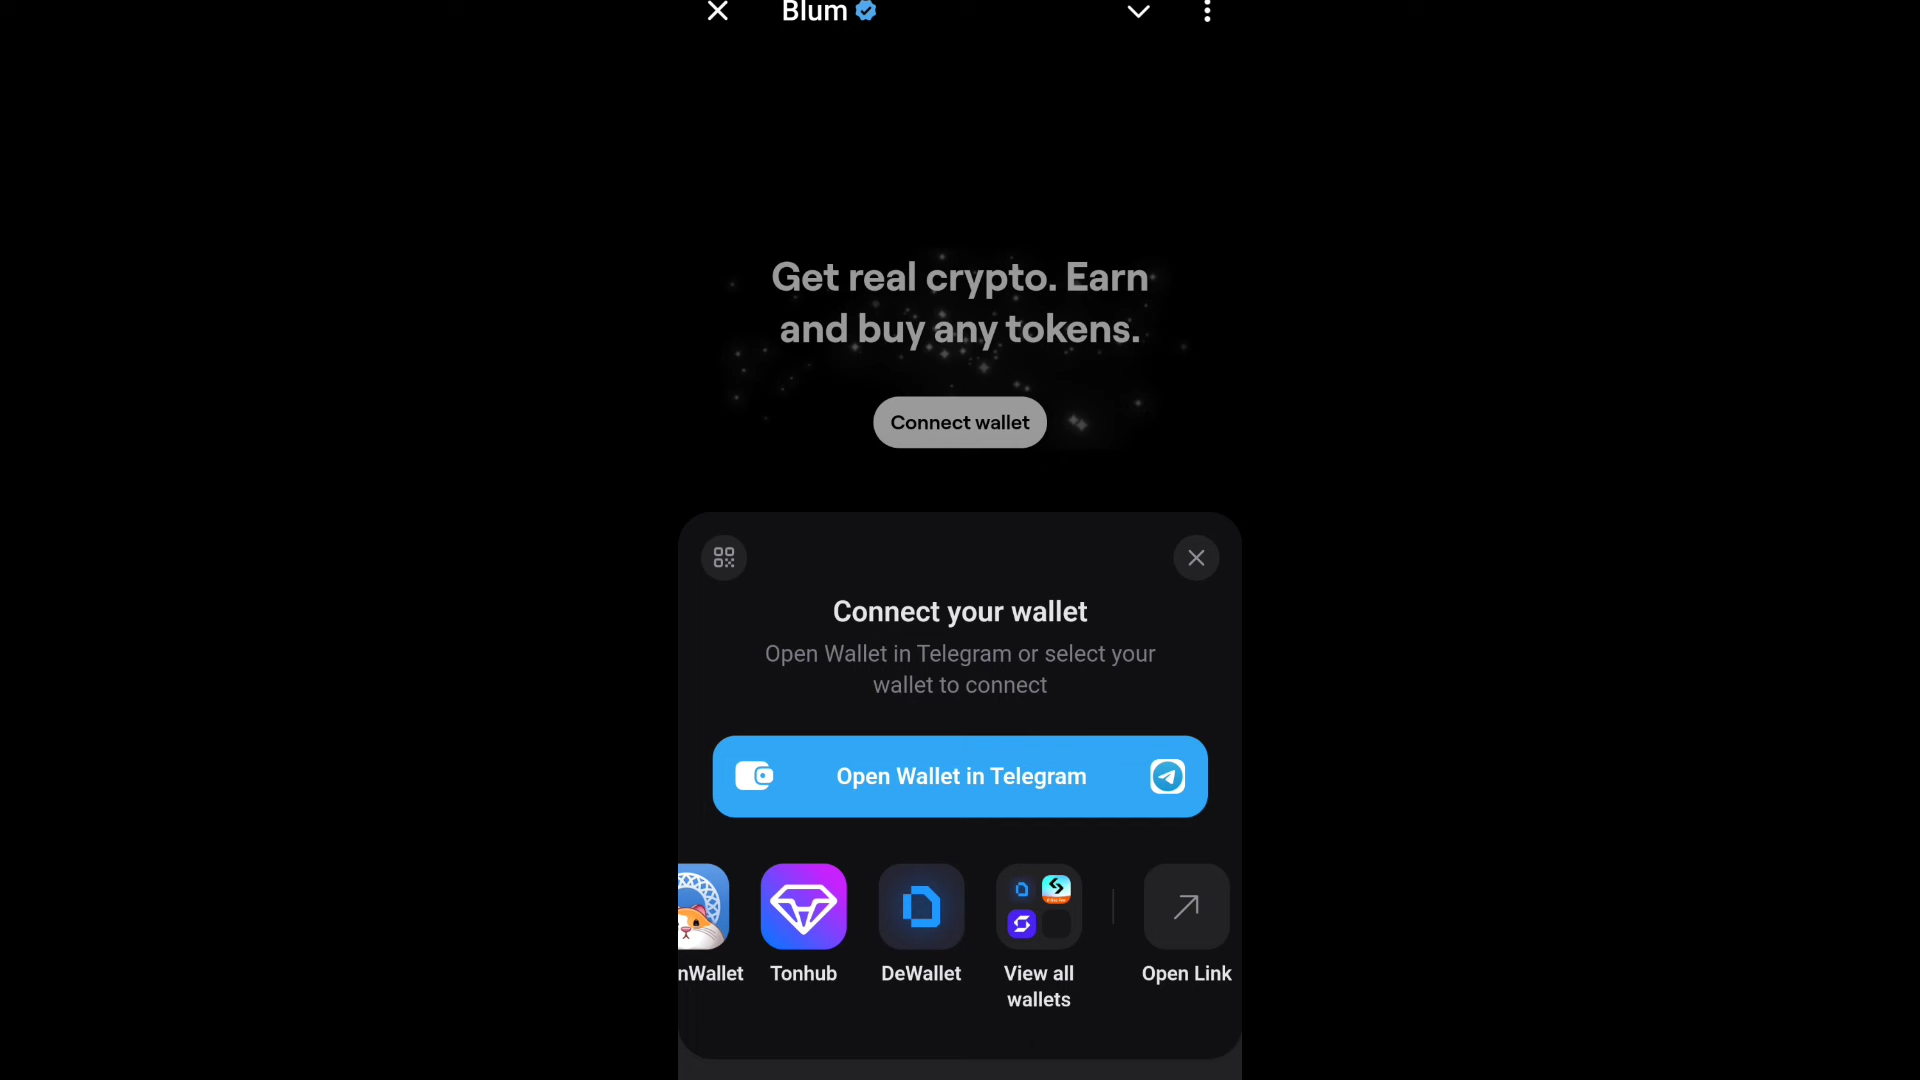 Blum
Get real crypto. Earn
and buy any tokens.
Connect wallet
Connect your wallet
Open Wallet in Telegram or select your
wallet to connect
Open Wallet in Telegram
nWallet
Tonhub
DeWallet
View all
wallets
Open Link